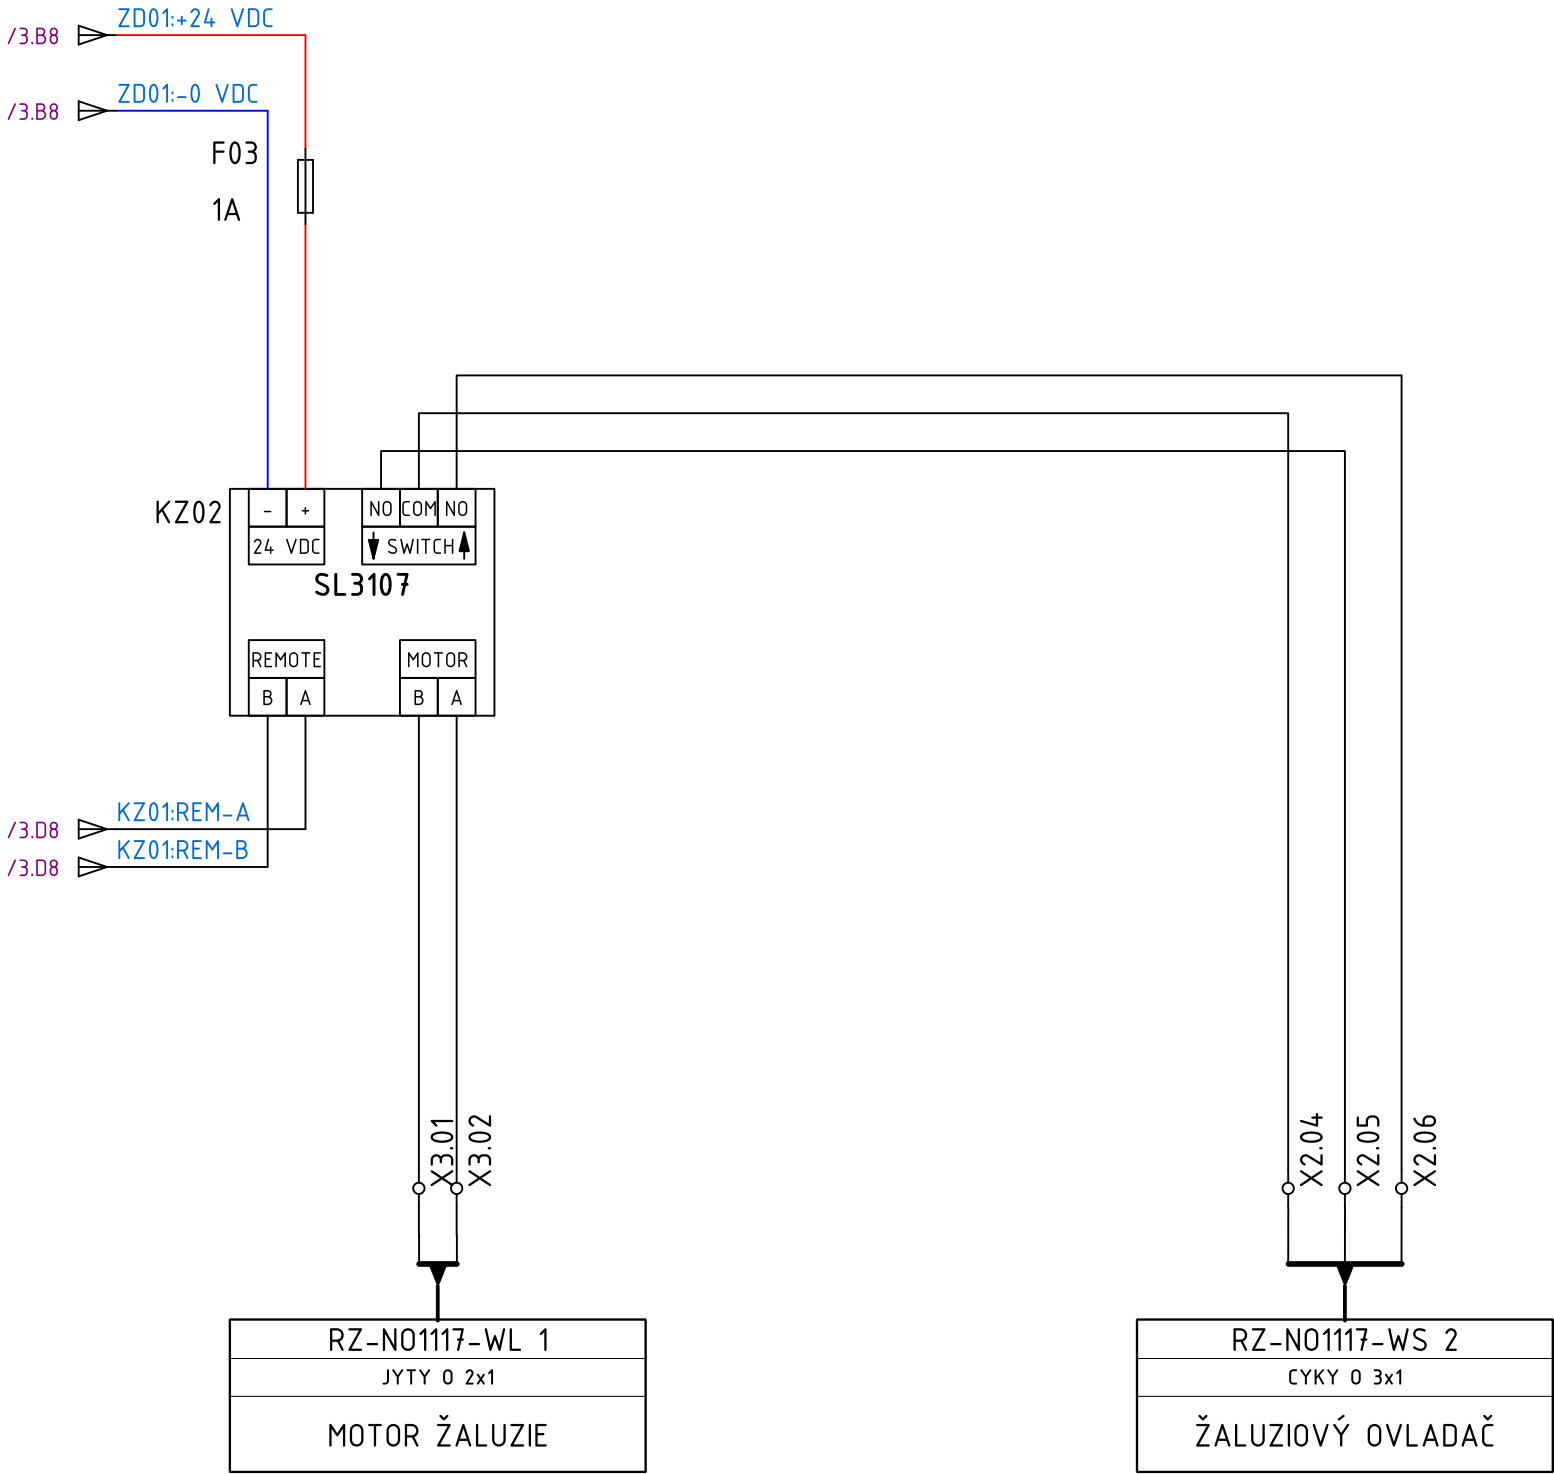 ZD01:+24 VDC
/3.B8
ZD01:-0 VDC
/3.B8
F03
1A
KZ02
- + NO COM NO
24 VDC SWITCH
SL3107
REMOTE MOTOR
B A B A
KZ01:REM-A
/3.D8
KZ01:REM-B
/3.D8
X3.01
X3.02
X2.04
X2.05
X2.06
RZ-NO1117-WL 1
JYTY O 2x1
MOTOR ŽALUZIE
RZ-NO1117-WS 2
CYKY O 3x1
ŽALUZIOVÝ OVLADAČ